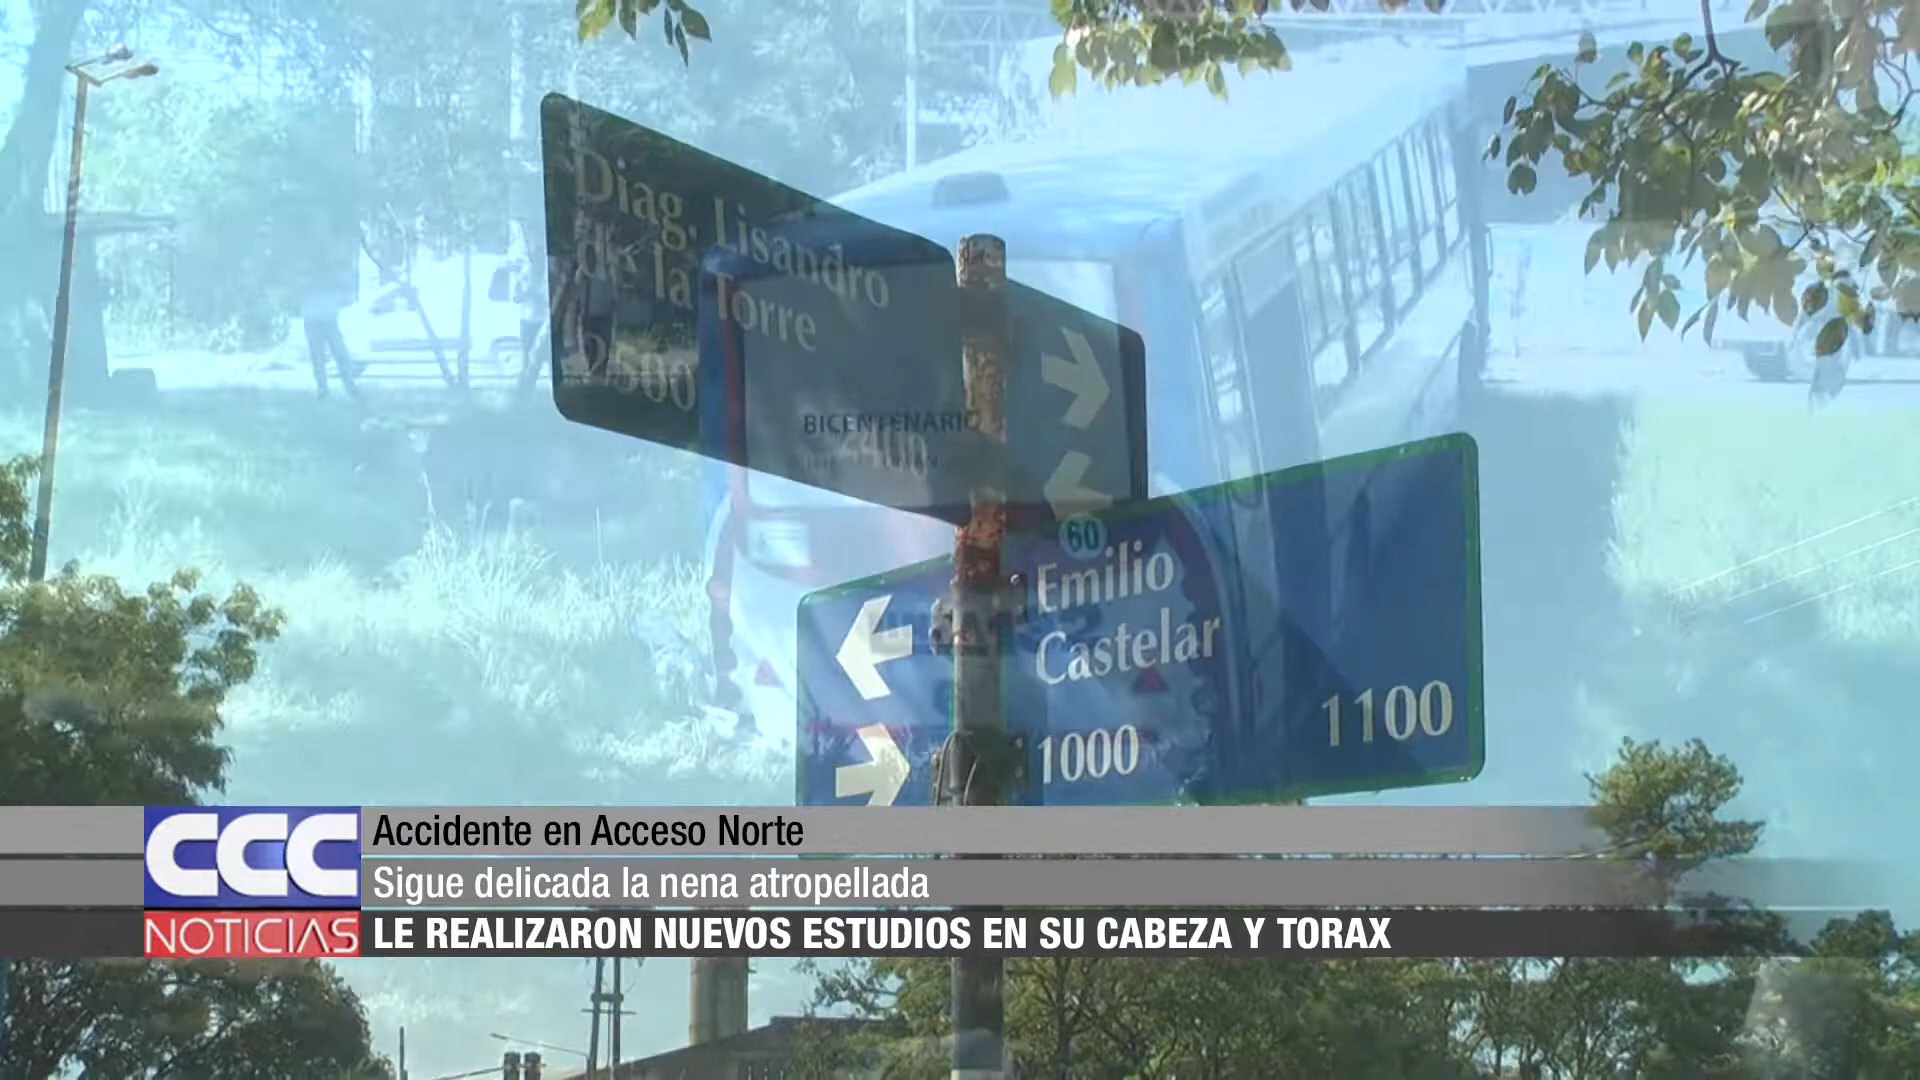 Diag. Lisandro
de la Torre
2500
2400
BICENTENARIO
60
Emilio
Castelar
1000
1100
CCC
NOTICIAS
Accidente en Acceso Norte
Sigue delicada la nena atropellada
LE REALIZARON NUEVOS ESTUDIOS EN SU CABEZA Y TORAX